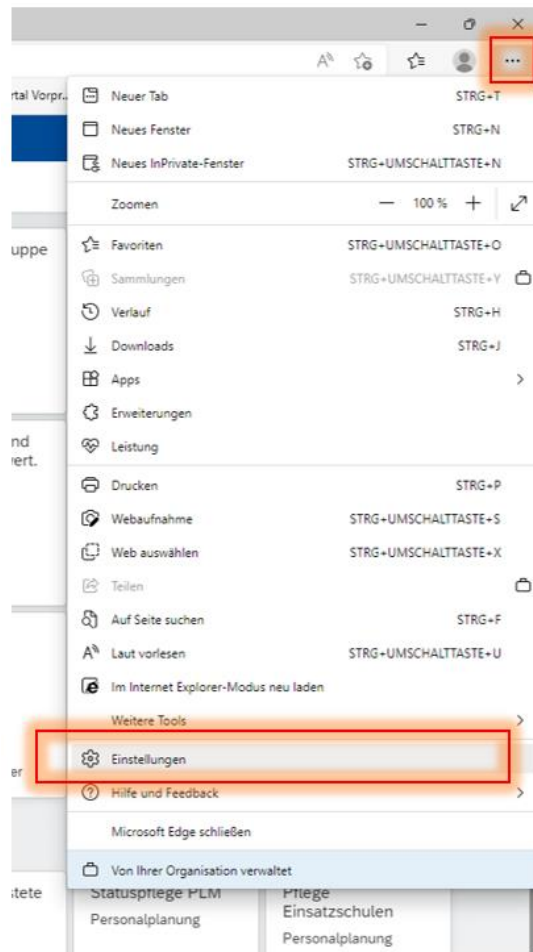 rtal Vorpr..
Neuer Tab STRG+T
Neues Fenster STRG+N
Neues InPrivate-Fenster STRG+UMSCHALTTASTE+N
Zoomen 100 %
uppe
Favoriten STRG+UMSCHALTTASTE+O
Sammlungen STRG+UMSCHALTTASTE+Y
Verlauf STRG+H
Downloads STRG+J
Apps
Erweiterungen
nd
Leistung
ert.
Drucken STRG+P
Webaufnahme STRG+UMSCHALTTASTE+S
Web auswählen STRG+UMSCHALTTASTE+X
Teilen
Auf Seite suchen STRG+F
Laut vorlesen STRG+UMSCHALTTASTE+U
Im Internet Explorer-Modus neu laden
Weitere Tools
Einstellungen
er
Hilfe und Feedback
Microsoft Edge schließen
Von Ihrer Organisation verwaltet
tete
Statuspflege PLM
Personalplanung
Pflege
Einsatzschulen
Personalplanung